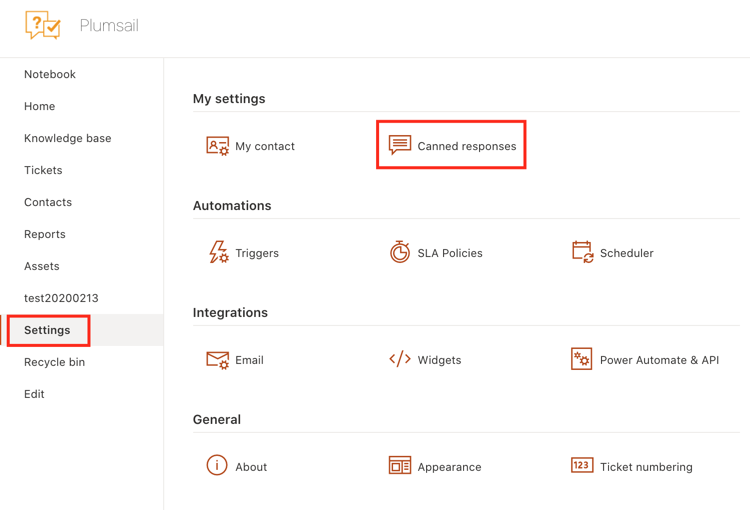 Plumsail
Notebook
Home
Knowledge base
Tickets
Contacts
Reports
Assets
test20200213
Settings
Recycle bin
Edit
My settings
My contact
Canned responses
Automations
Triggers
SLA Policies
Scheduler
Integrations
Email
Widgets
Power Automate & API
General
About
Appearance
123
Ticket numbering